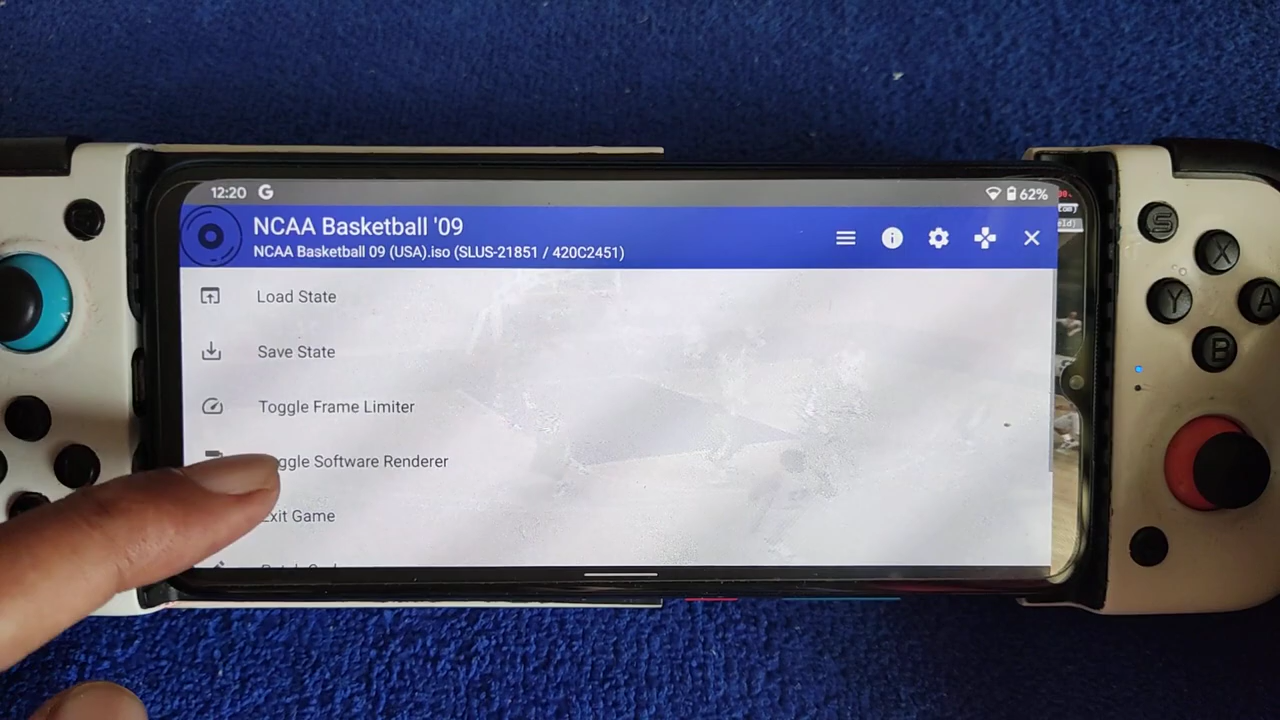 12:20 G 62%
NCAA Basketball '09
NCAA Basketball 09 (USA).iso (SLUS-21851 / 420C2451)
Load State
Save State
Toggle Frame Limiter
ggle Software Renderer
Exit Game
S
X
Y
A
B